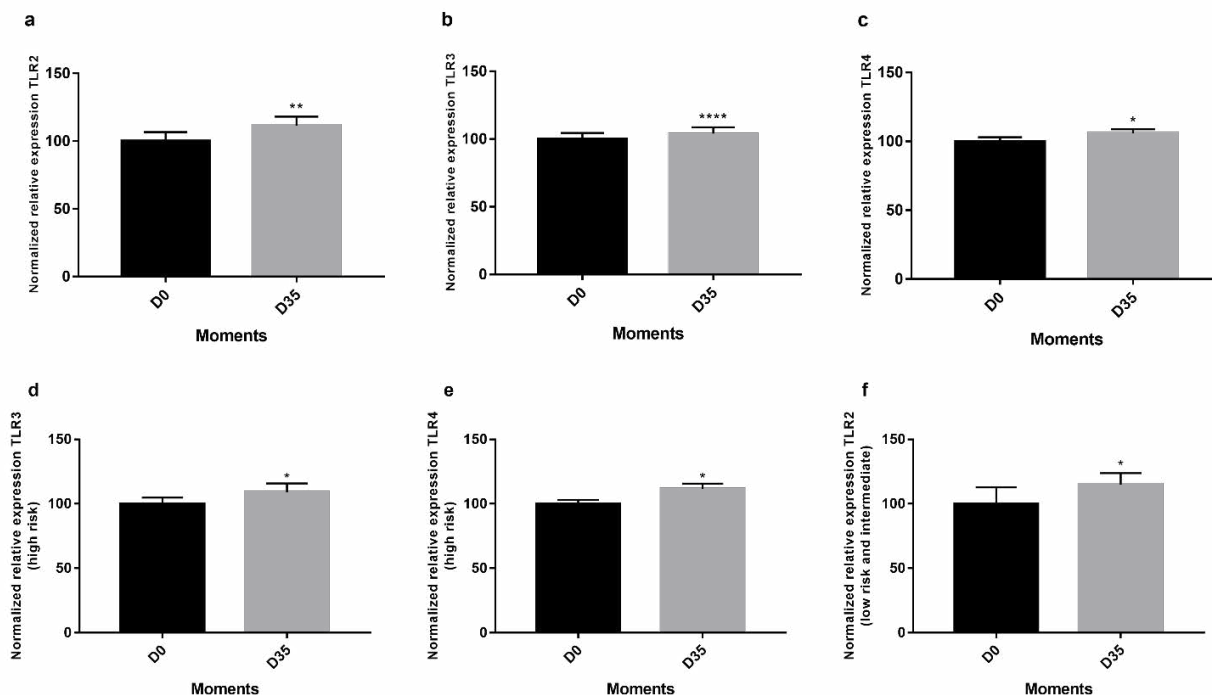 a
Normalized relative expression TLR2
150
100
50
0
**
D0
D35
Moments
b
Normalized relative expression TLR3
150
100
50
0
****
D0
D35
Moments
c
Normalized relative expression TLR4
150
100
50
0
*
D0
D35
Moments
d
Normalized relative expression TLR3
(high risk)
150
100
50
0
*
D0
D35
Moments
e
Normalized relative expression TLR4
(high risk)
150
100
50
0
*
D0
D35
Moments
f
Normalized relative expression TLR2
(low risk and intermediate)
150
100
50
0
*
D0
D35
Moments